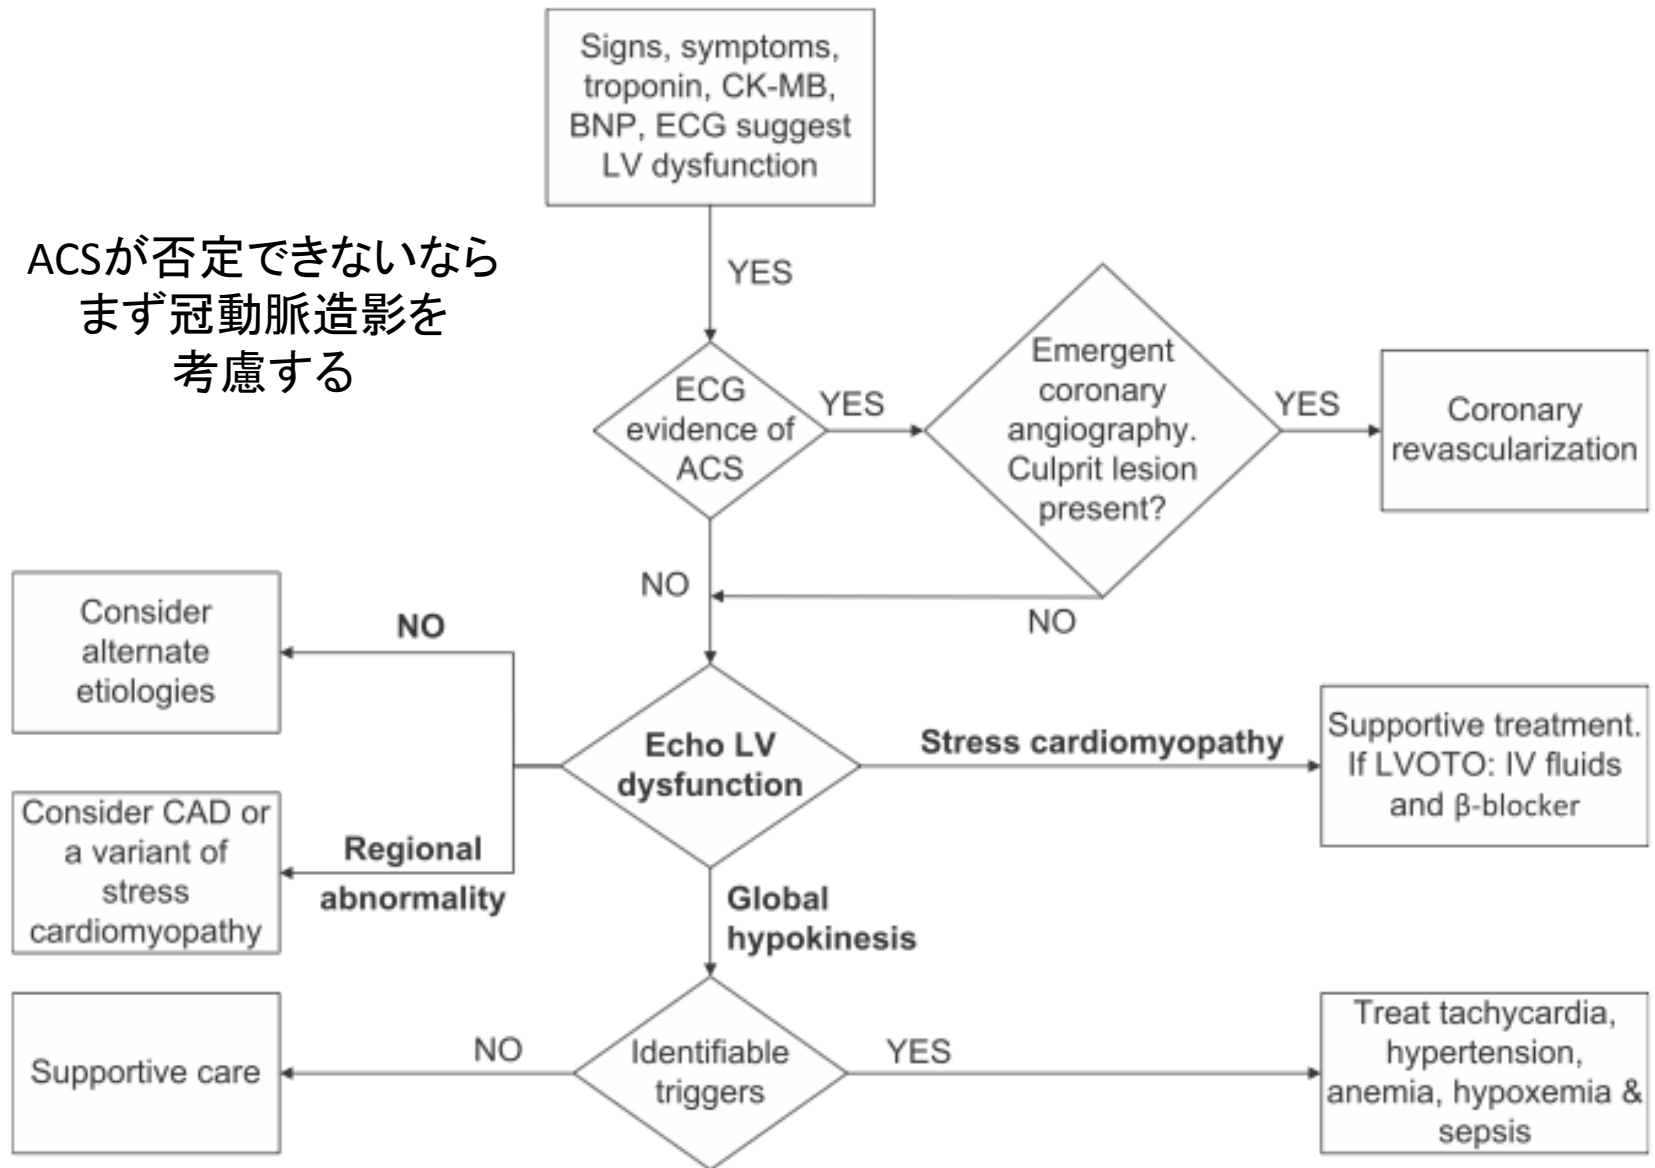 Signs, symptoms,
troponin, CK-MB,
BNP, ECG suggest
LV dysfunction
ACSが否定できないなら
まず冠動脈造影を
考慮する
YES
ECG
evidence of
ACS
YES
Emergent
coronary
angiography.
Culprit lesion
present?
YES
Coronary
revascularization
NO
NO
Consider
alternate
etiologies
NO
Echo LV
dysfunction
Stress cardiomyopathy
Supportive treatment.
If LVOTO: IV fluids
and β-blocker
Consider CAD or
a variant of
stress
cardiomyopathy
Regional
abnormality
Global
hypokinesis
Supportive care
NO
Identifiable
triggers
YES
Treat tachycardia,
hypertension,
anemia, hypoxemia &
sepsis